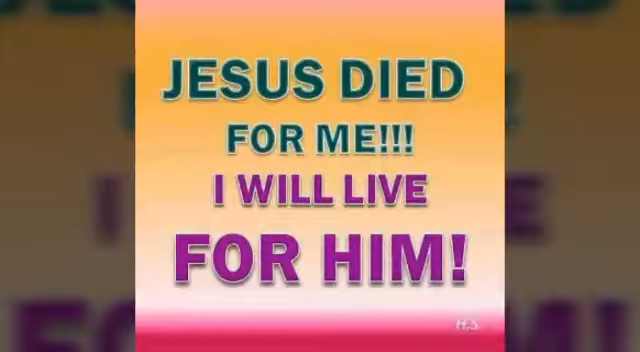 JESUS DIED
FOR ME!!!
I WILL LIVE
FOR HIM!
H.S.